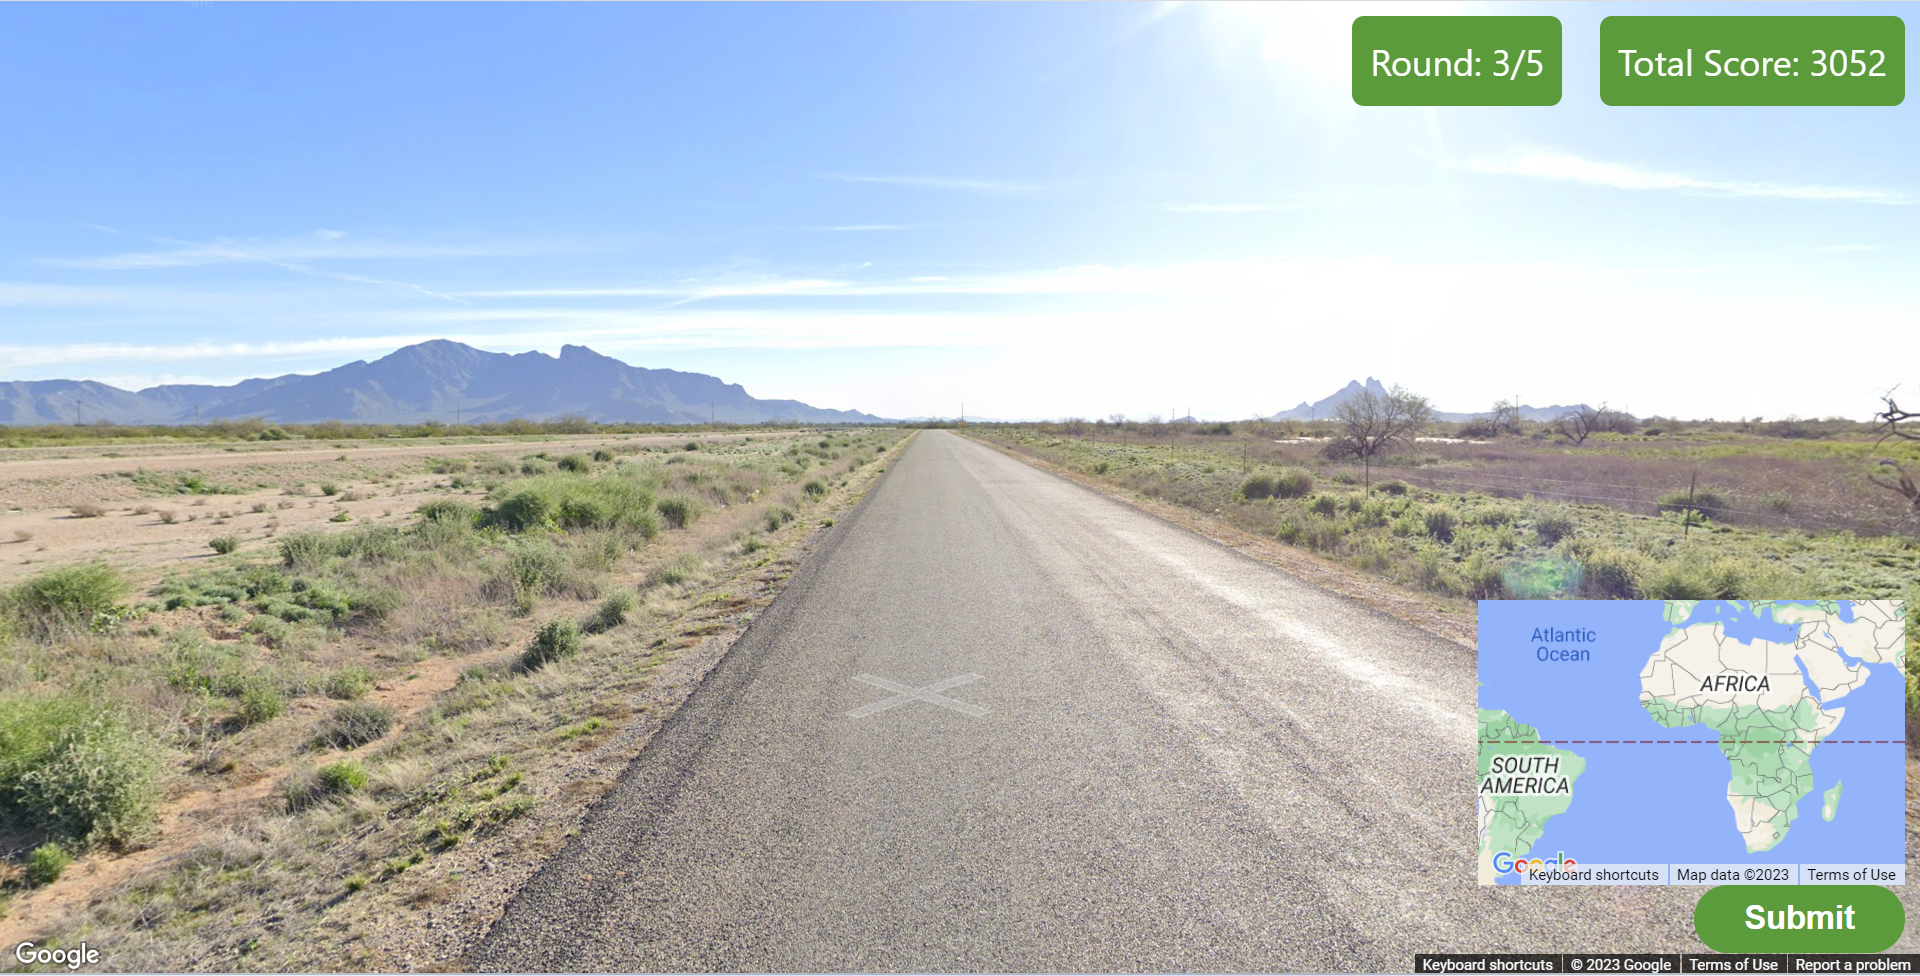 Round: 3/5
Total Score: 3052
Atlantic
Ocean
AFRICA
SOUTH
AMERICA
Google
Keyboard shortcuts
Map data ©2023
Terms of Use
Submit
Google
Keyboard shortcuts
© 2023 Google
Terms of Use
Report a problem